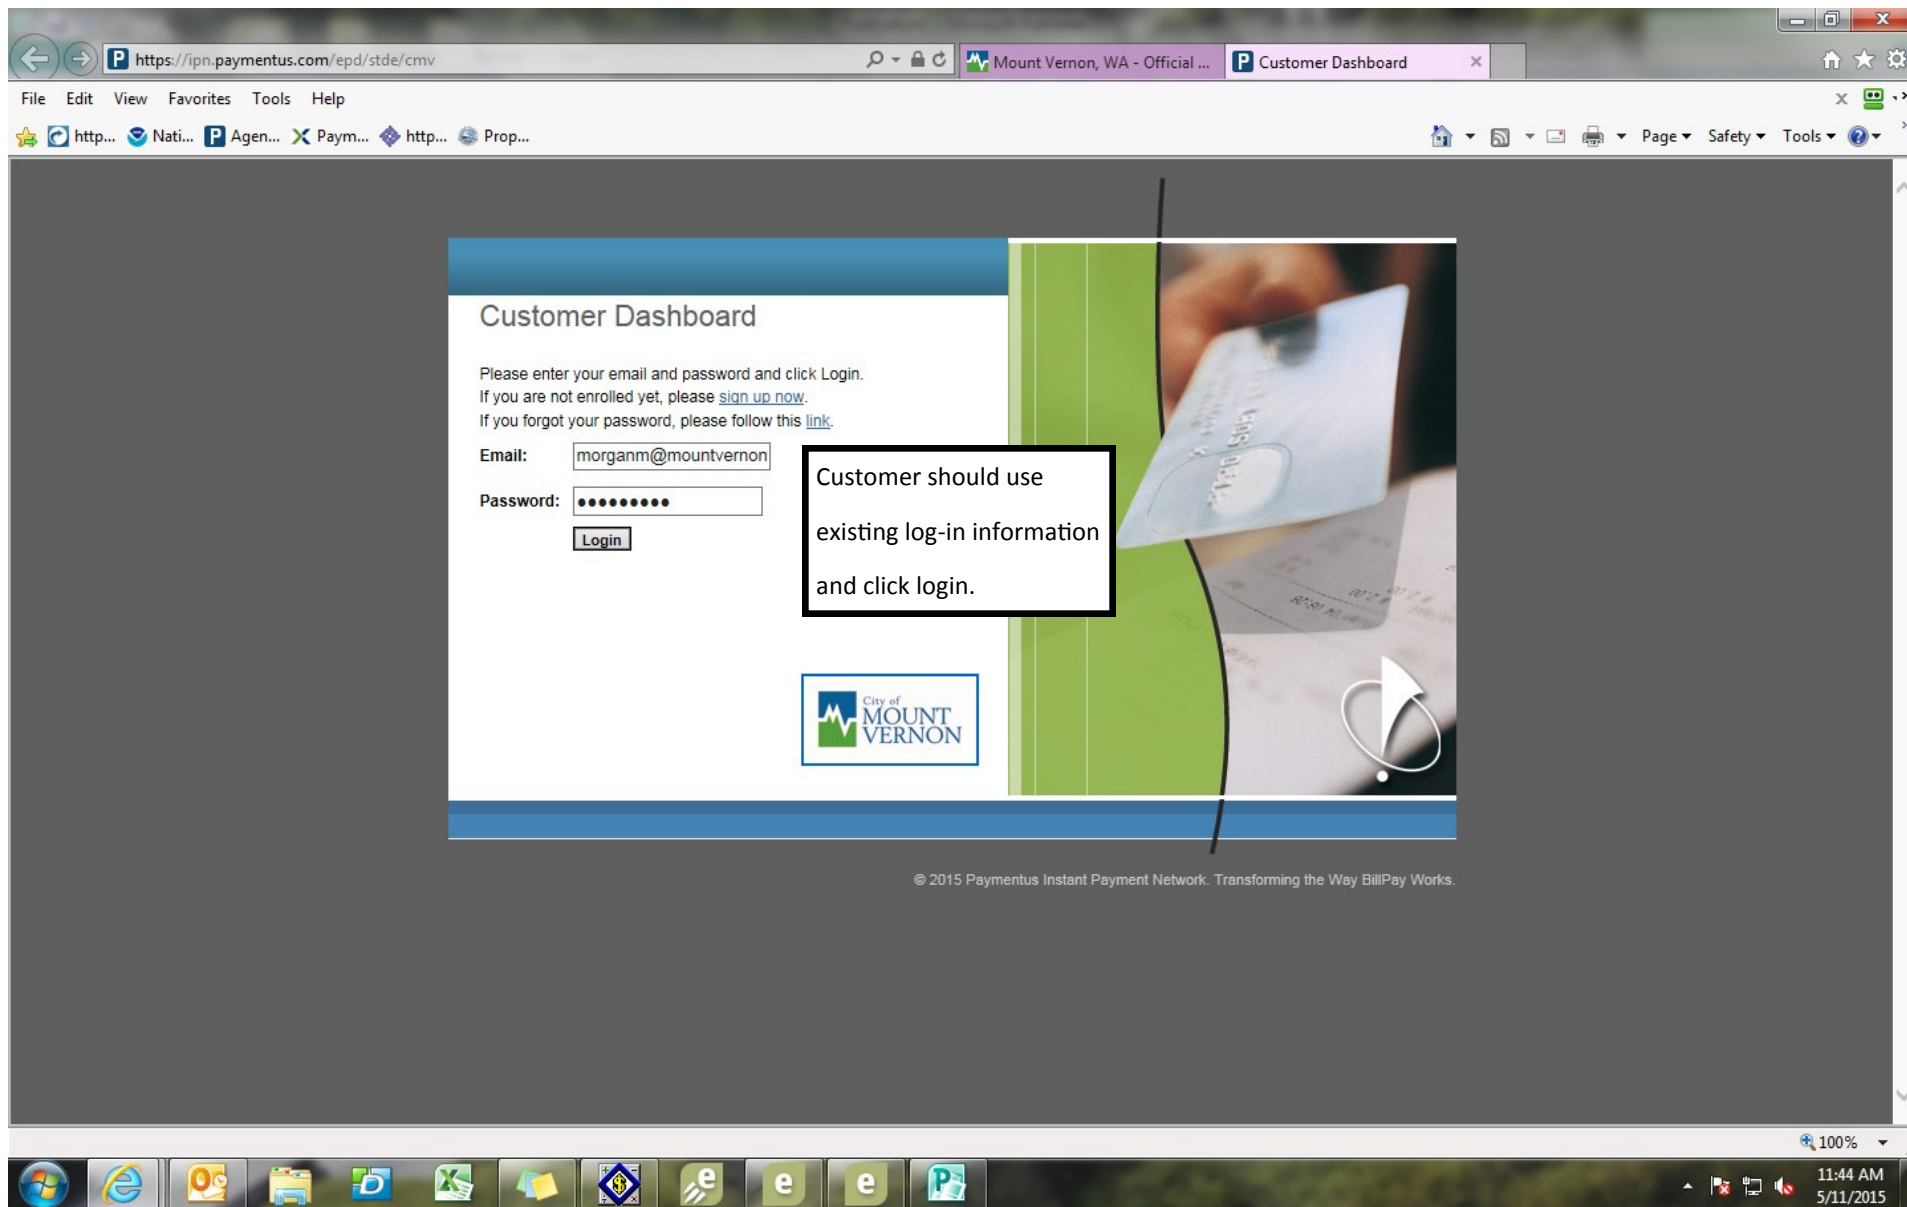 https://ipn.paymentus.com/epd/stde/cmv
Mount Vernon, WA - Official ...
Customer Dashboard
File Edit View Favorites Tools Help
http... Nati... Agen... Paym... http... Prop...
Page Safety Tools
Customer Dashboard
Please enter your email and password and click Login.
If you are not enrolled yet, please sign up now.
If you forgot your password, please follow this link.
Email: morganm@mountvernon
Password: •••••••••
Login
Customer should use
existing log-in information
and click login.
City of
MOUNT
VERNON
© 2015 Paymentus Instant Payment Network. Transforming the Way BillPay Works.
100%
11:44 AM
5/11/2015